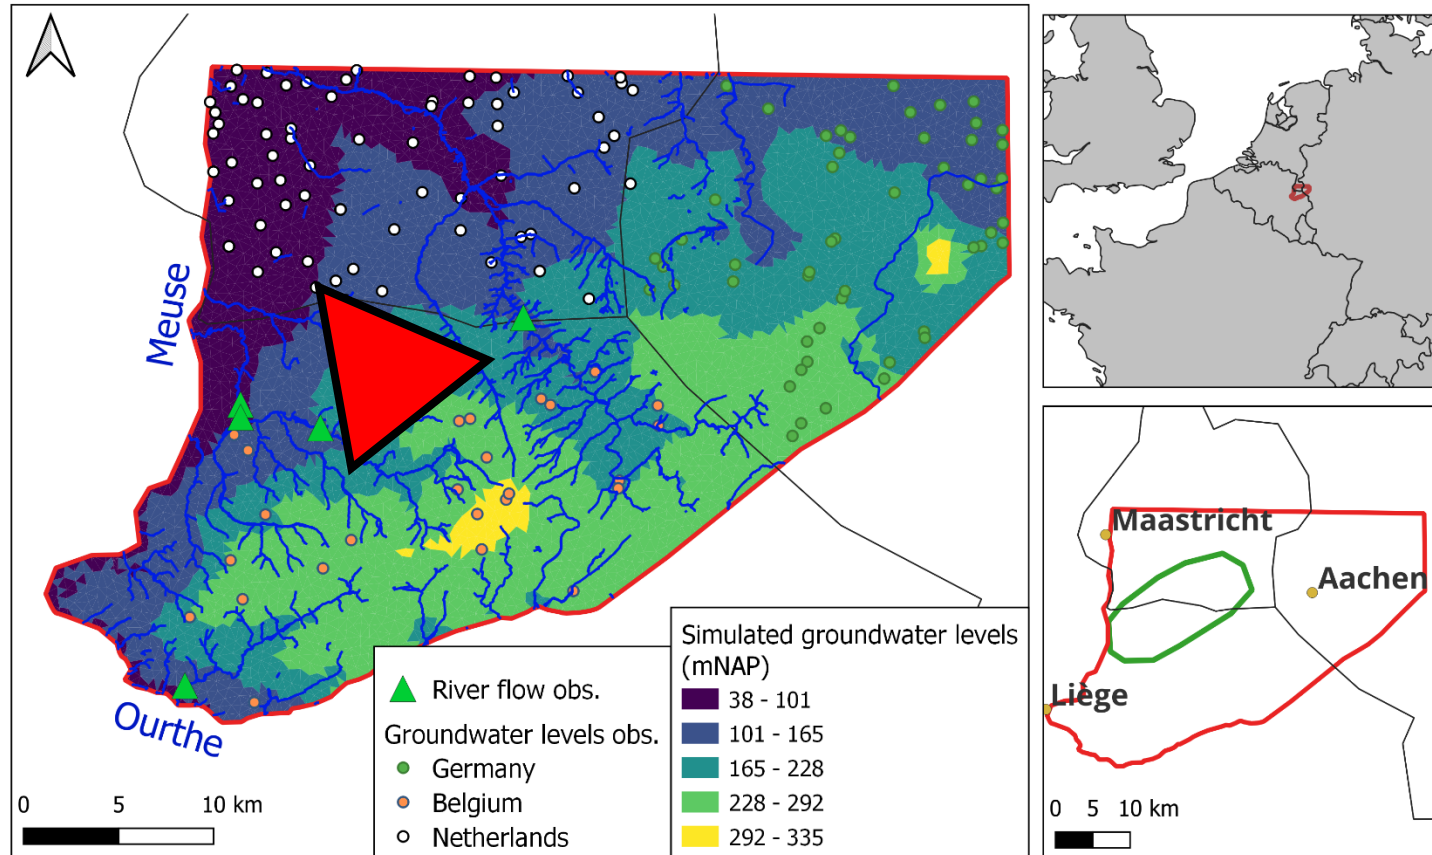 Meuse
Ourthe
0 5 10 km
River flow obs.
Groundwater levels obs.
Germany
Belgium
Netherlands
Simulated groundwater levels
(mNAP)
38 - 101
101 - 165
165 - 228
228 - 292
292 - 335
Maastricht
Aachen
Liège
0 5 10 km